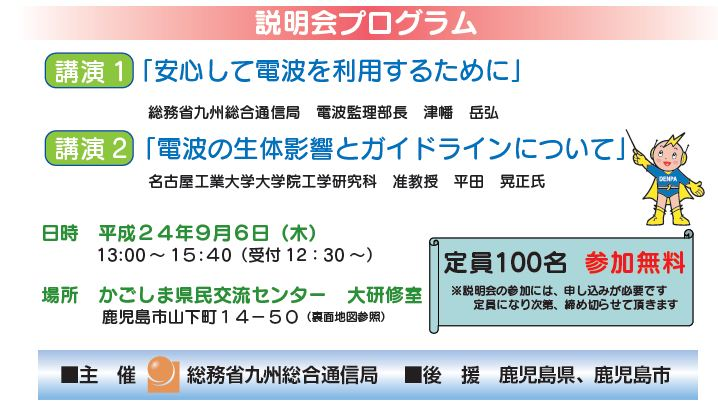 説明会プログラム
講演1「安心して電波を利用するために」
総務省九州総合通信局　電波監理部長　津幡　岳弘
講演2「電波の生体影響とガイドラインについて」
名古屋工業大学大学院工学研究科　准教授　平田　晃正氏
DENPA
日時　平成24年9月6日（木）
13:00～15:40（受付12：30～）
場所　かごしま県民交流センター　大研修室
鹿児島市山下町14－50（裏面地図参照）
定員100名　参加無料
※説明会の参加には、申し込みが必要です
定員になり次第、締め切らせて頂きます
■主　催　総務省九州総合通信局　■後　援　鹿児島県、鹿児島市